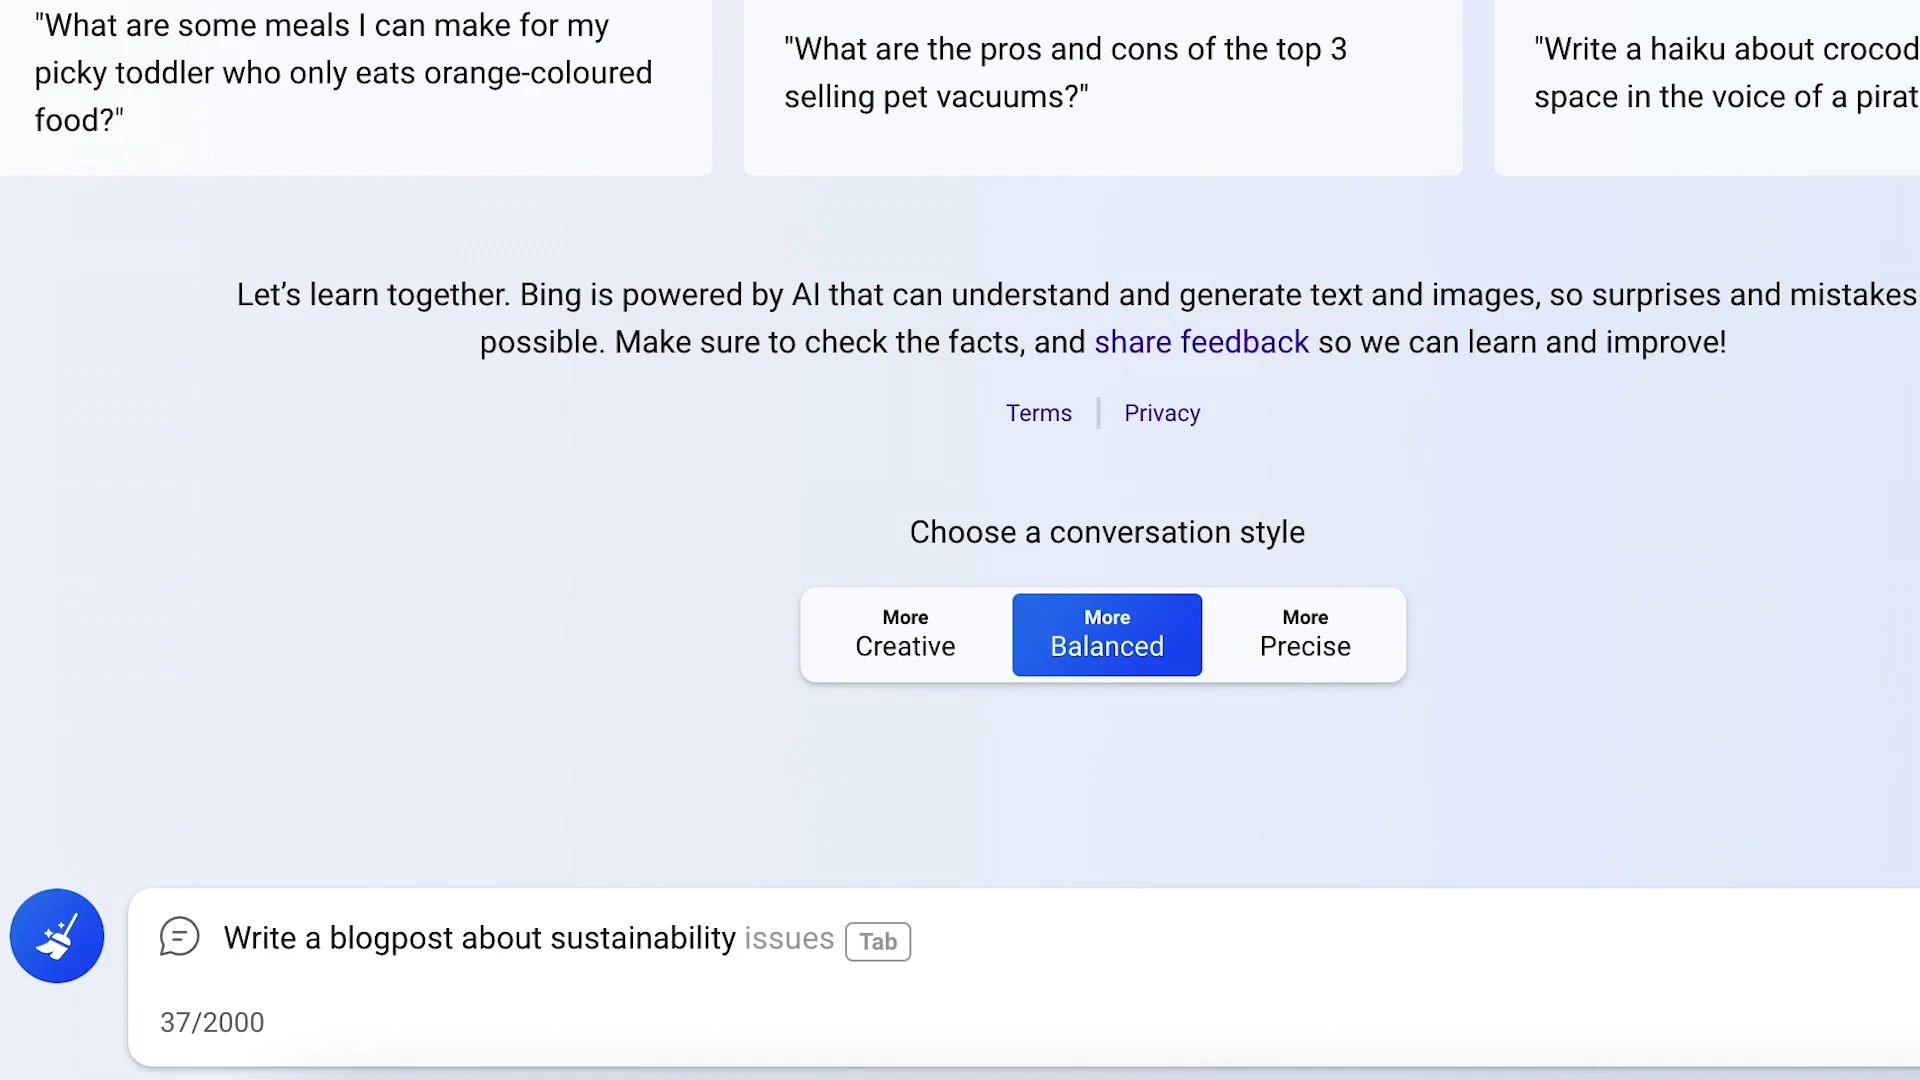 "What are some meals I can make for my
picky toddler who only eats orange-coloured
food?"
"What are the pros and cons of the top 3
selling pet vacuums?"
"Write a haiku about
space in the voice of a
Let’s learn together. Bing is powered by AI that can understand and generate text and images, so surprises and mistakes
possible. Make sure to check the facts, and share feedback so we can learn and improve!
Terms | Privacy
Choose a conversation style
More
Creative
More
Balanced
More
Precise
Write a blogpost about sustainability issues Tab
37/2000